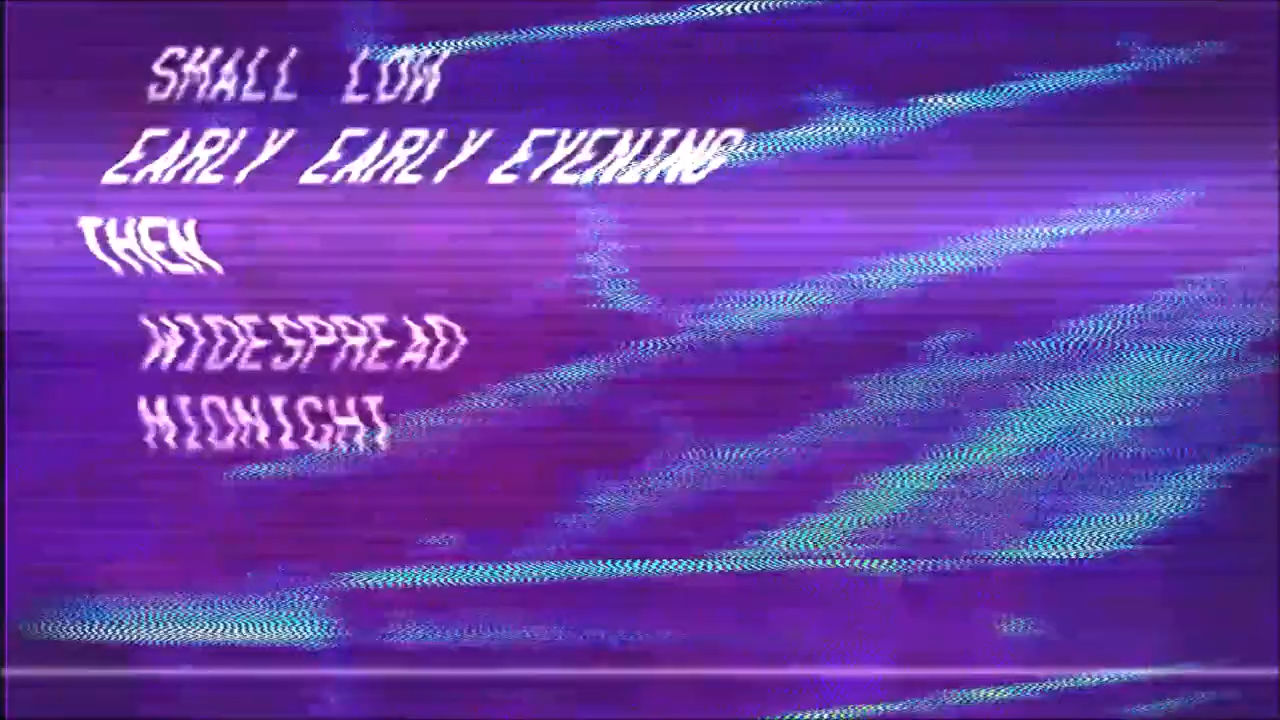 SMALL LOW
EARLY EARLY EVENING
THEN
WIDESPREAD
MIDNIGHT